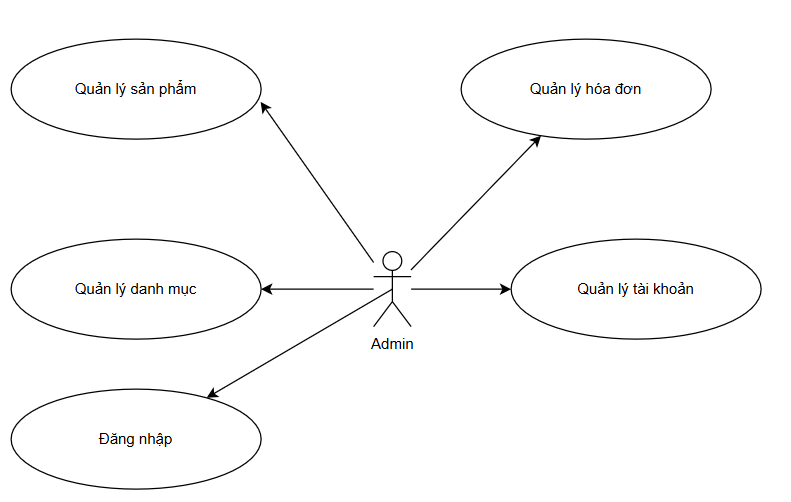 Quản lý sản phẩm
Quản lý hóa đơn
Quản lý danh mục
Quản lý tài khoản
Admin
Đăng nhập